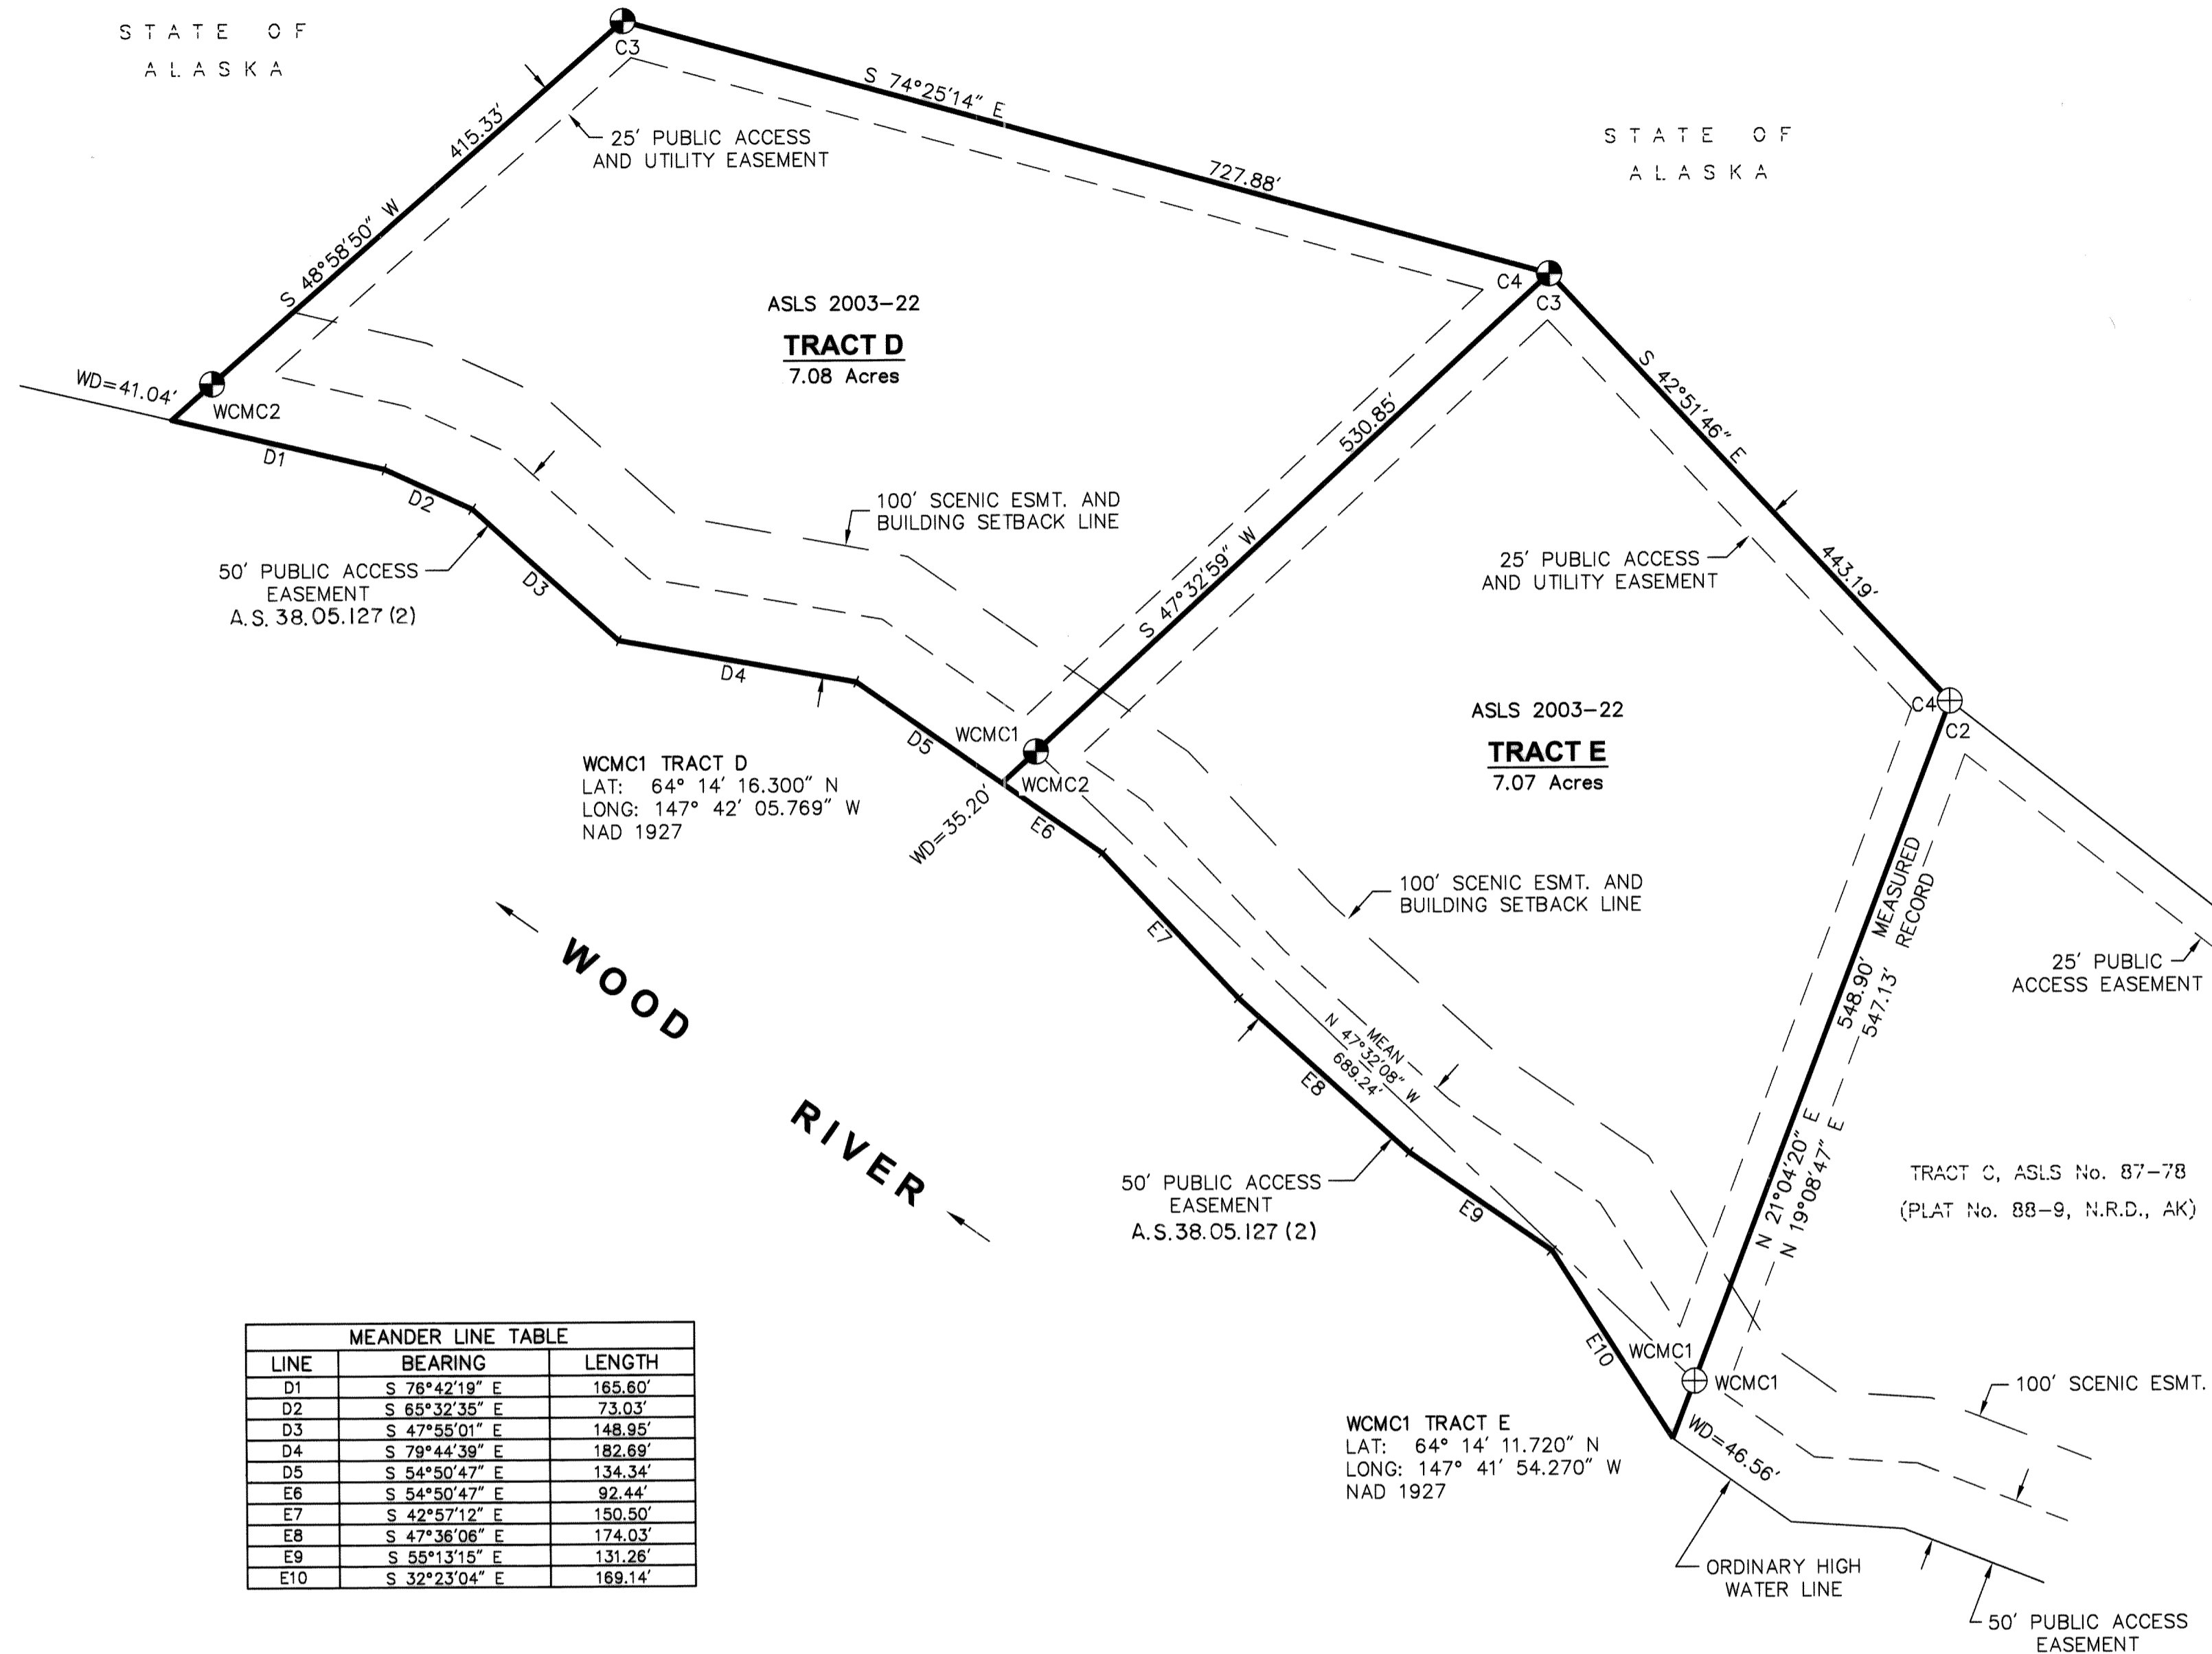 STATE OF
ALASKA
C3
S 74°25'14" E
727.88'
415.33'
S 48°58'50" W
25' PUBLIC ACCESS
AND UTILITY EASEMENT
STATE OF
ALASKA
ASLS 2003-22
TRACT D
7.08 Acres
C4
C3
WD=41.04'
WCMC2
D1
D2
D3
D4
D5
50' PUBLIC ACCESS
EASEMENT
A.S. 38.05.127 (2)
100' SCENIC ESMT. AND
BUILDING SETBACK LINE
530.85'
S 47°32'59" W
S 42°51'46" E
443.19'
25' PUBLIC ACCESS
AND UTILITY EASEMENT
C4
C2
WCMC1
WCMC2
WD=35.20'
WCMC1 TRACT D
LAT: 64° 14' 16.300" N
LONG: 147° 42' 05.769" W
NAD 1927
ASLS 2003-22
TRACT E
7.07 Acres
E6
E7
E8
E9
E10
100' SCENIC ESMT. AND
BUILDING SETBACK LINE
MEAN
N 47°32'08" W
689.24'
548.90' MEASURED
547.13' RECORD
N 21°04'20" E
N 19°08'47" E
25' PUBLIC
ACCESS EASEMENT
WOOD
RIVER
50' PUBLIC ACCESS
EASEMENT
A.S.38.05.127 (2)
TRACT C, ASLS No. 87-78
(PLAT No. 88-9, N.R.D., AK)
WCMC1
WCMC1
WD=46.56'
100' SCENIC ESMT.
WCMC1 TRACT E
LAT: 64° 14' 11.720" N
LONG: 147° 41' 54.270" W
NAD 1927
ORDINARY HIGH
WATER LINE
50' PUBLIC ACCESS
EASEMENT
MEANDER LINE TABLE
LINE BEARING LENGTH
D1 S 76°42'19" E 165.60'
D2 S 65°32'35" E 73.03'
D3 S 47°55'01" E 148.95'
D4 S 79°44'39" E 182.69'
D5 S 54°50'47" E 134.34'
E6 S 54°50'47" E 92.44'
E7 S 42°57'12" E 150.50'
E8 S 47°36'06" E 174.03'
E9 S 55°13'15" E 131.26'
E10 S 32°23'04" E 169.14'